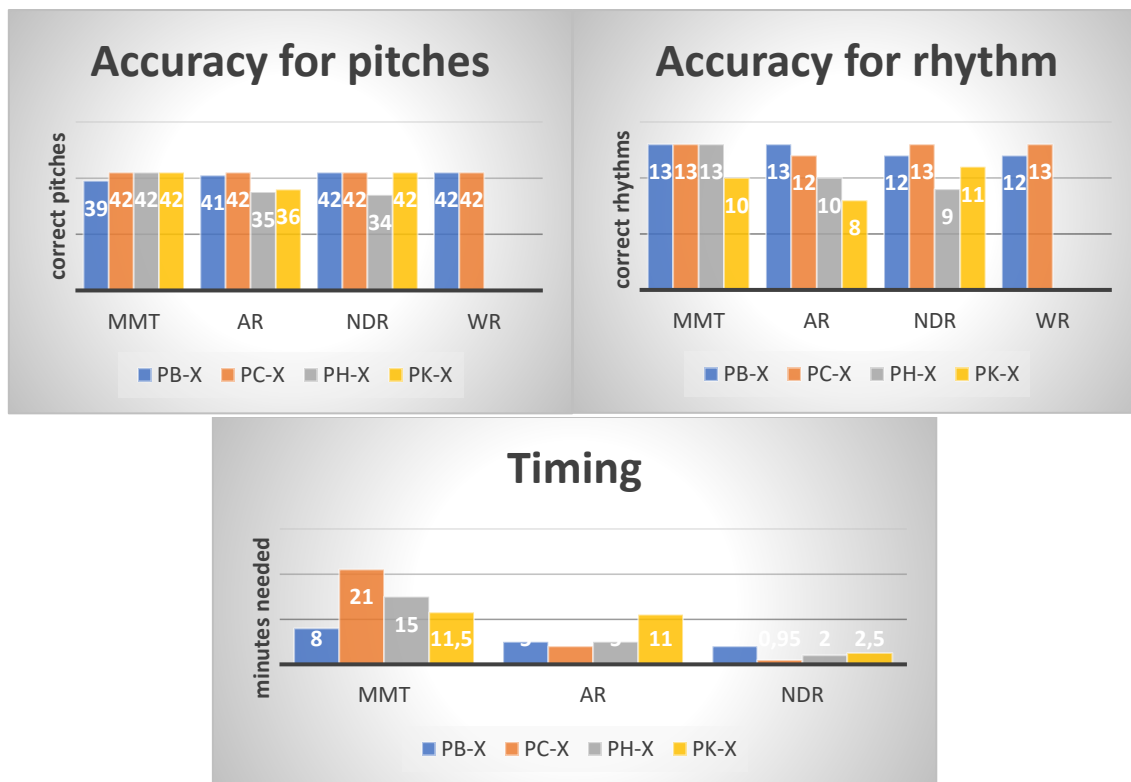 Accuracy for pitches
correct pitches
39 42 42 42 41 42 35 36 42 42 34 42 42 42
MMT AR NDR WR
PB-X PC-X PH-X PK-X
Accuracy for rhythm
correct rhythms
13 13 13 10 13 12 10 8 12 13 9 11 12 13
MMT AR NDR WR
PB-X PC-X PH-X PK-X
Timing
minutes needed
8 21 15 11,5 5 5 11 0,95 2 2,5
MMT AR NDR
PB-X PC-X PH-X PK-X